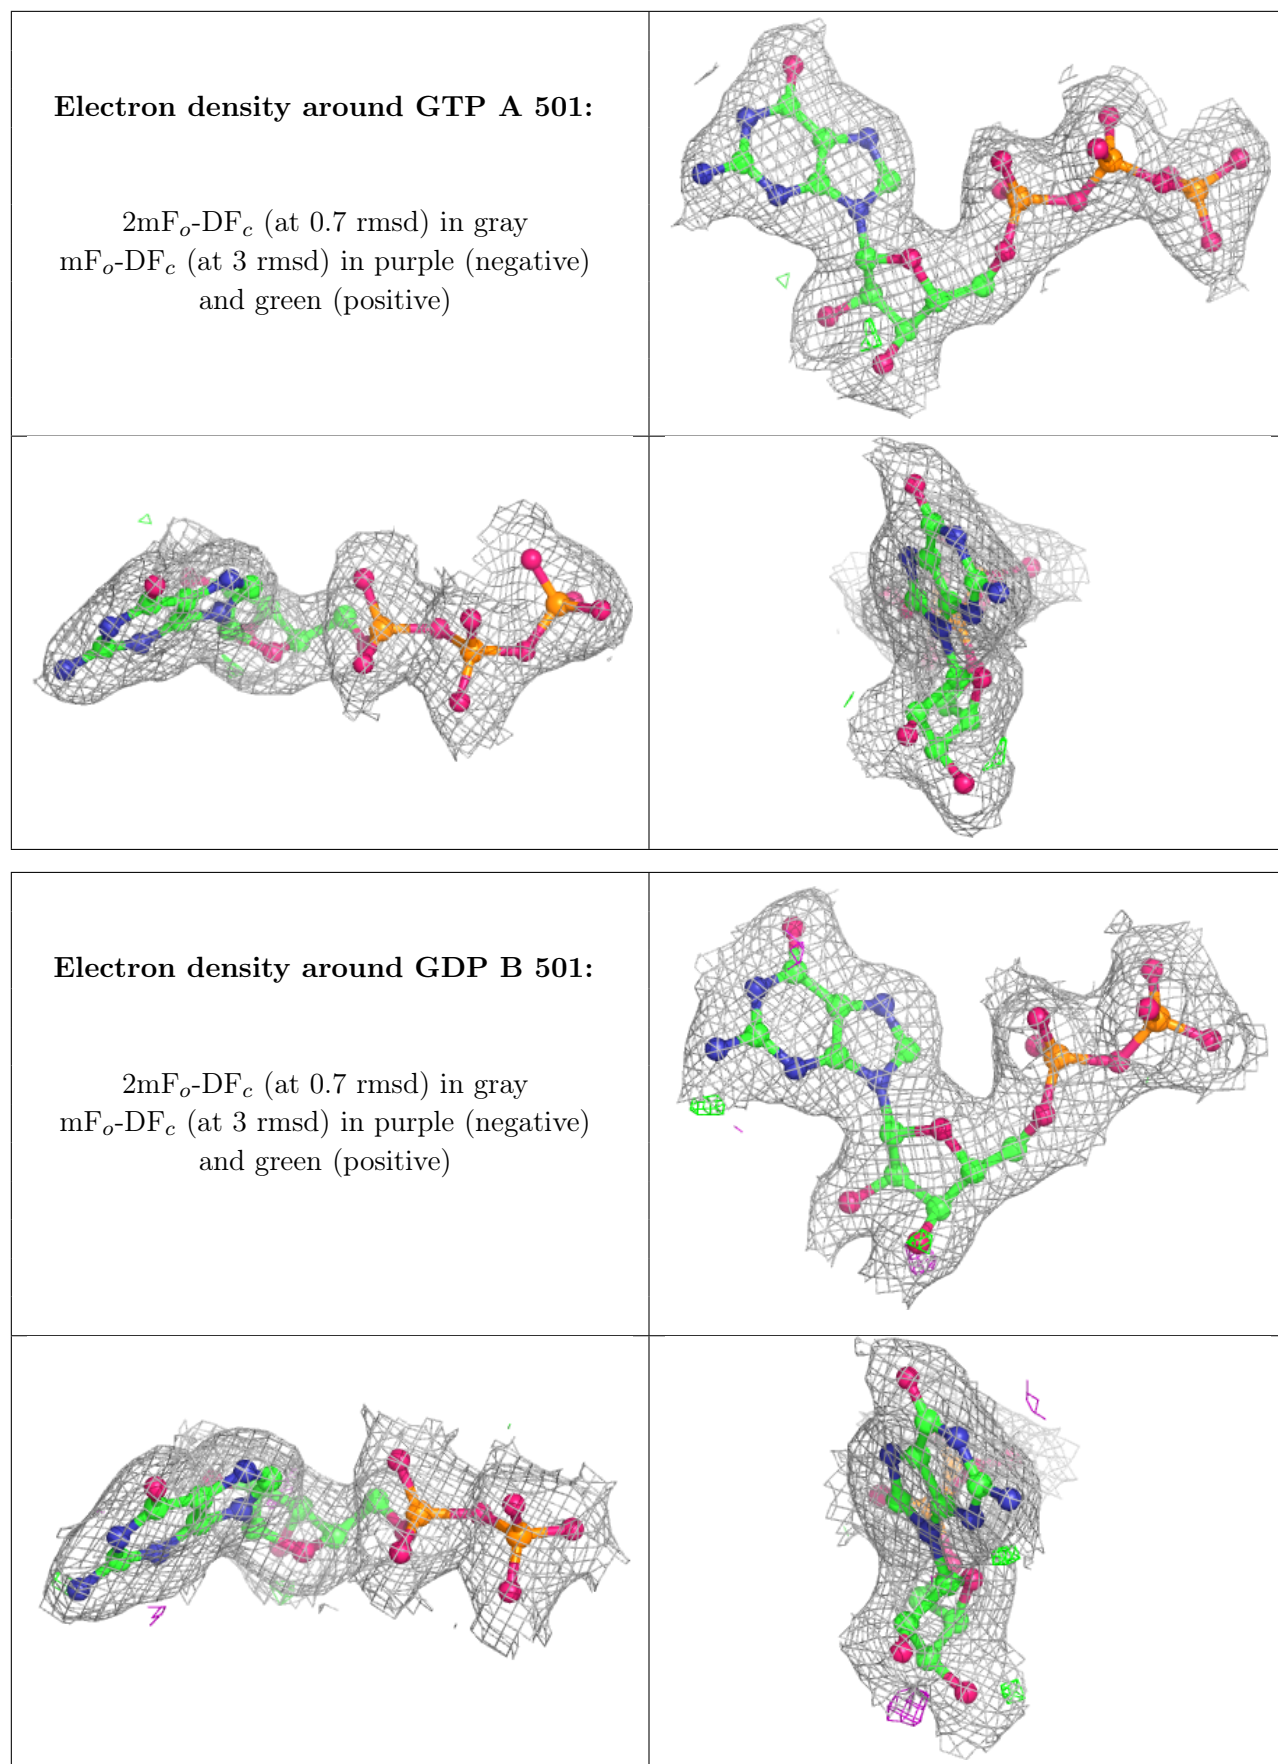 Electron density around GTP A 501:
2mFo-DFc (at 0.7 rmsd) in gray
mFo-DFc (at 3 rmsd) in purple (negative)
and green (positive)
Electron density around GDP B 501:
2mFo-DFc (at 0.7 rmsd) in gray
mFo-DFc (at 3 rmsd) in purple (negative)
and green (positive)